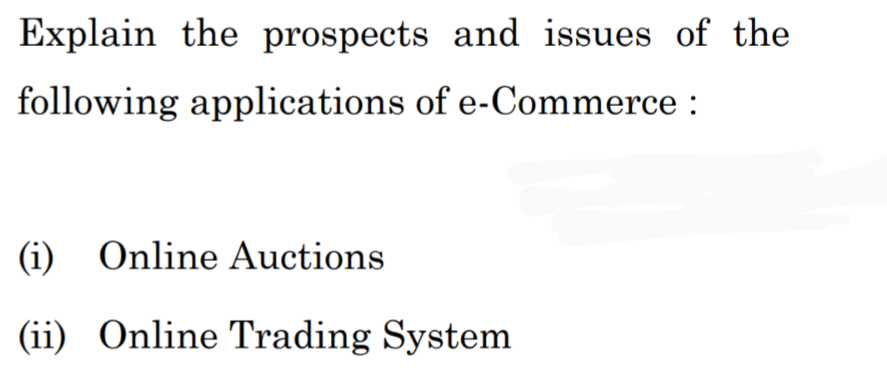 Explain the prospects and issues of the
following applications of e-Commerce :
(i) Online Auctions
(ii) Online Trading System